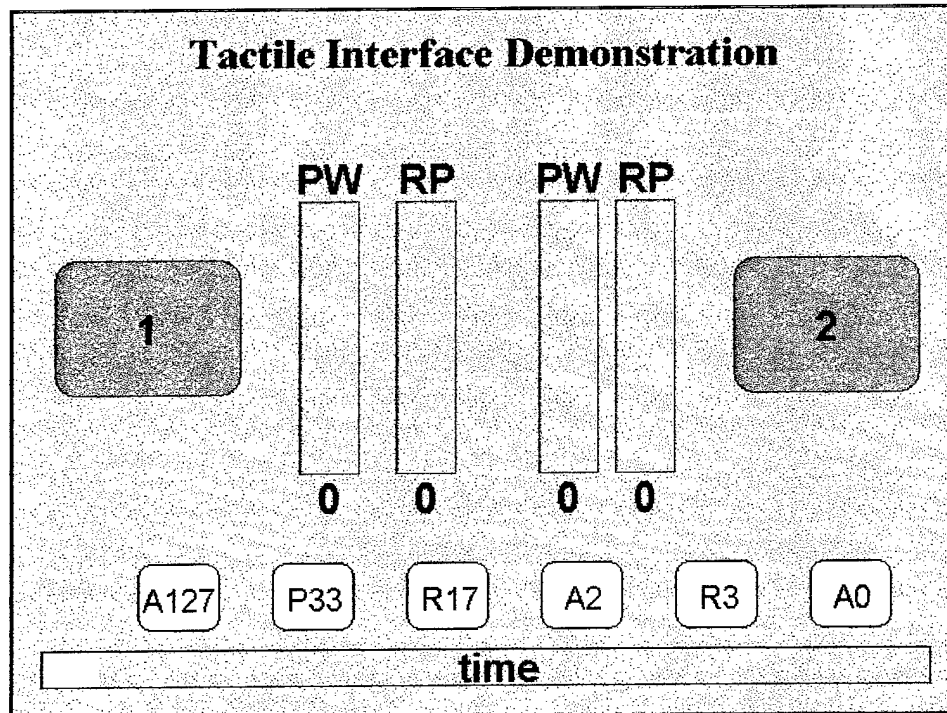 Tactile Interface Demonstration
PW RP PW RP
1 2
0 0 0 0
A127 P33 R17 A2 R3 A0
time